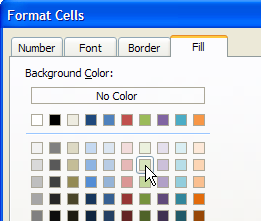 Format Cells
Number Font Border Fill
Background Color:
No Color